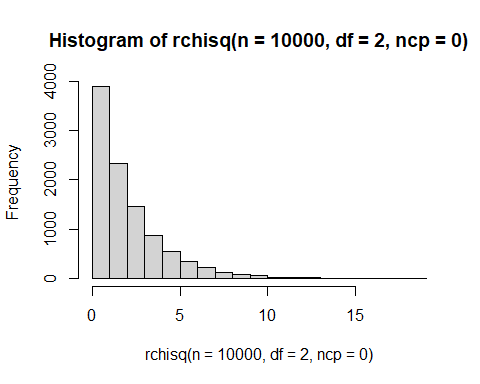 Histogram of rchisq(n = 10000, df = 2, ncp = 0)
Frequency
4000
3000
2000
1000
0
0 5 10 15
rchisq(n = 10000, df = 2, ncp = 0)